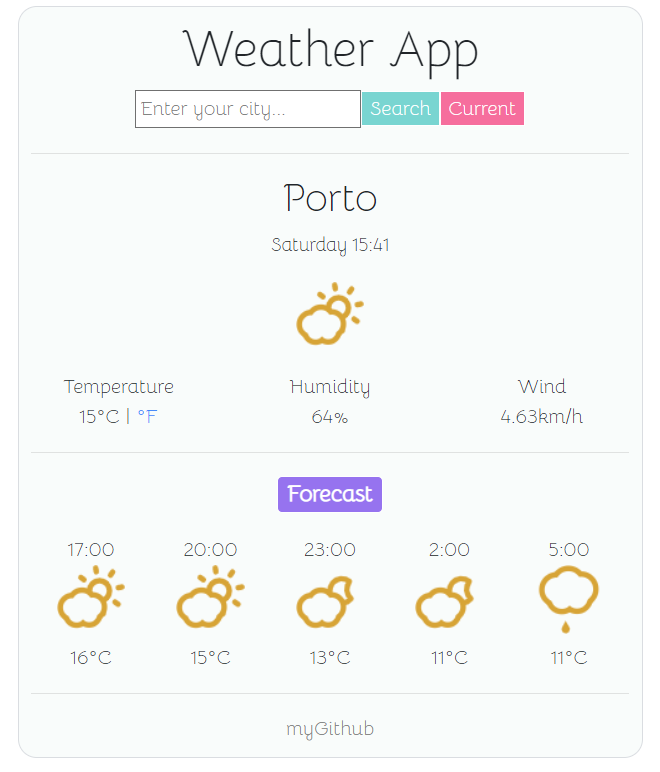 Weather App
Enter your city... Search Current
Porto
Saturday 15:41
Temperature Humidity Wind
15°C | °F 64% 4.63km/h
Forecast
17:00 20:00 23:00 2:00 5:00
16°C 15°C 13°C 11°C 11°C
myGithub